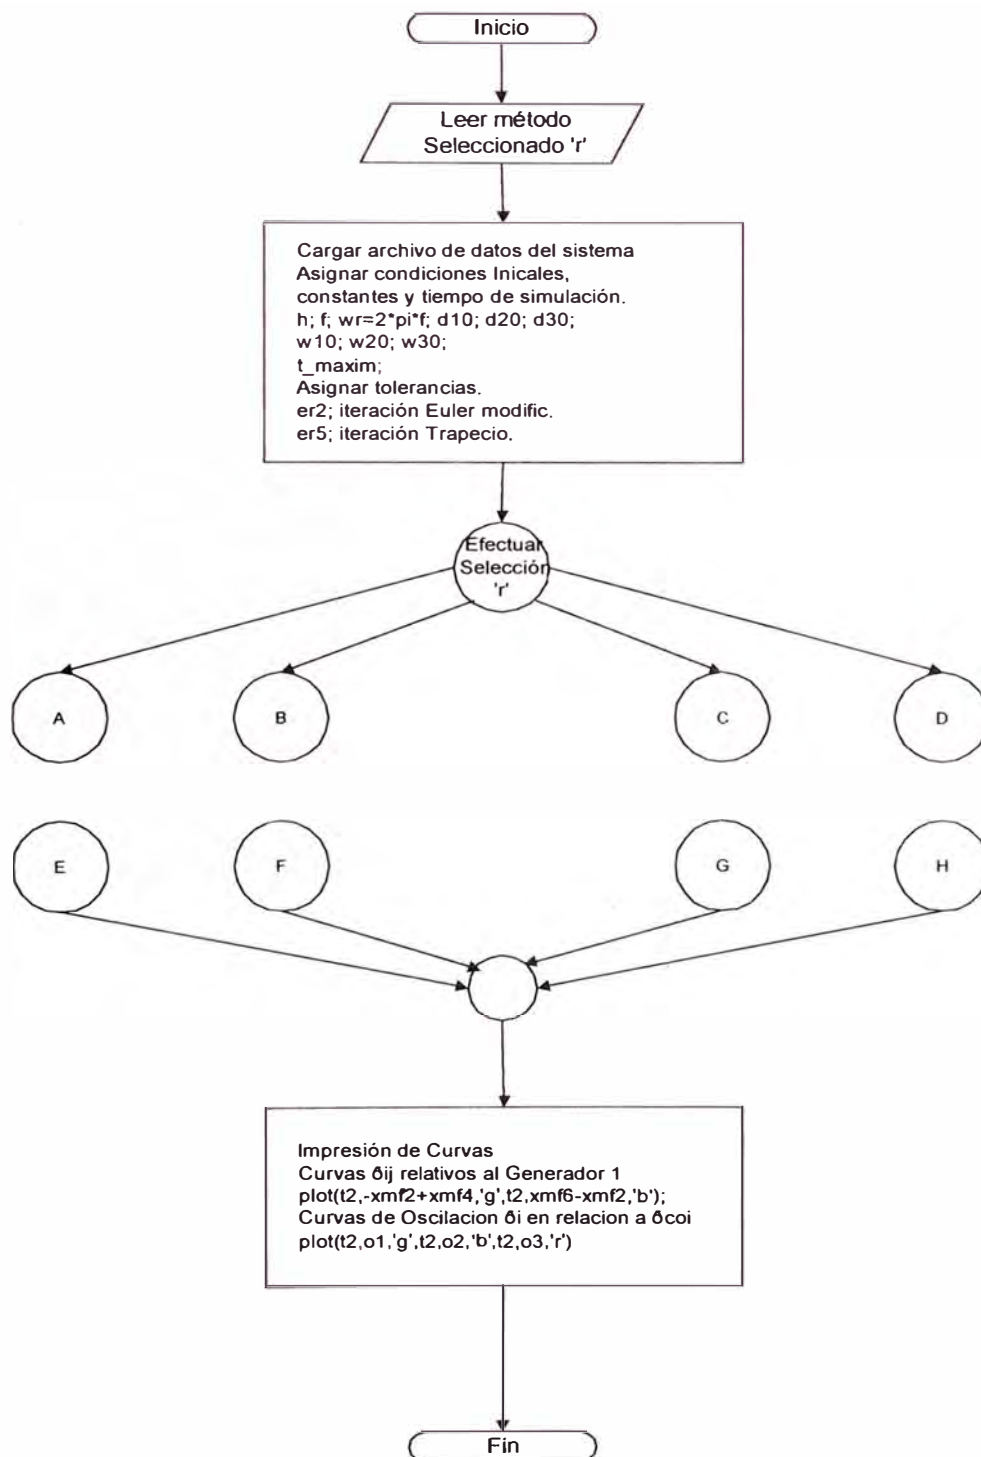 Inicio
Leer método
Seleccionado 'r'
Cargar archivo de datos del sistema
Asignar condiciones Inicales,
constantes y tiempo de simulación.
h; f; wr=2*pi*f; d10; d20; d30;
w10; w20; w30;
t_maxim;
Asignar tolerancias.
er2; iteración Euler modific.
er5; iteración Trapecio.
Efectuar
Selección
'r'
A
B
C
D
E
F
G
H
Impresión de Curvas
Curvas δij relativos al Generador 1
plot(t2,-xmf2+xmf4,'g',t2,xmf6-xmf2,'b');
Curvas de Oscilacion δi en relacion a δcoi
plot(t2,o1,'g',t2,o2,'b',t2,o3,'r')
Fin